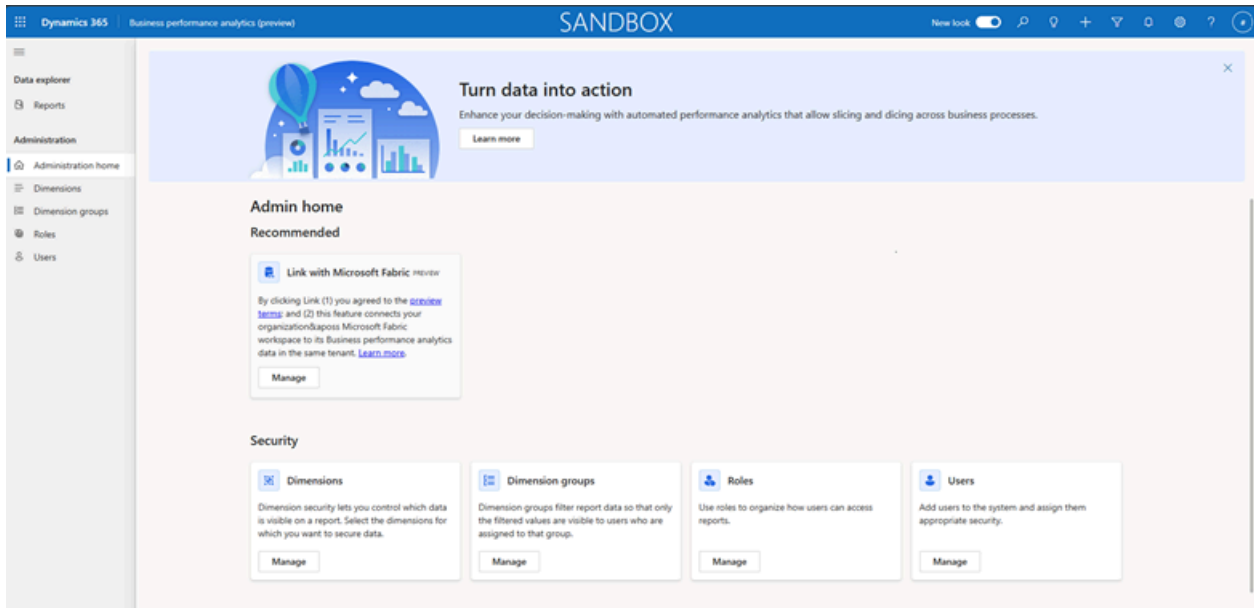 Dynamics 365
Business performance analytics (preview)
SANDBOX
New look
Data explorer
Reports
Administration
Administration home
Dimensions
Dimension groups
Roles
Users
Turn data into action
Enhance your decision-making with automated performance analytics that allow slicing and dicing across business processes.
Learn more
Admin home
Recommended
Link with Microsoft Fabric PREVIEW
By clicking Link (1) you agreed to the preview
terms; and (2) this feature connects your
organization&aposs Microsoft Fabric
workspace to its Business performance analytics
data in the same tenant. Learn more.
Manage
Security
Dimensions
Dimension security lets you control which data
is visible on a report. Select the dimensions for
which you want to secure data.
Manage
Dimension groups
Dimension groups filter report data so that only
the filtered values are visible to users who are
assigned to that group.
Manage
Roles
Use roles to organize how users can access
reports.
Manage
Users
Add users to the system and assign them
appropriate security.
Manage